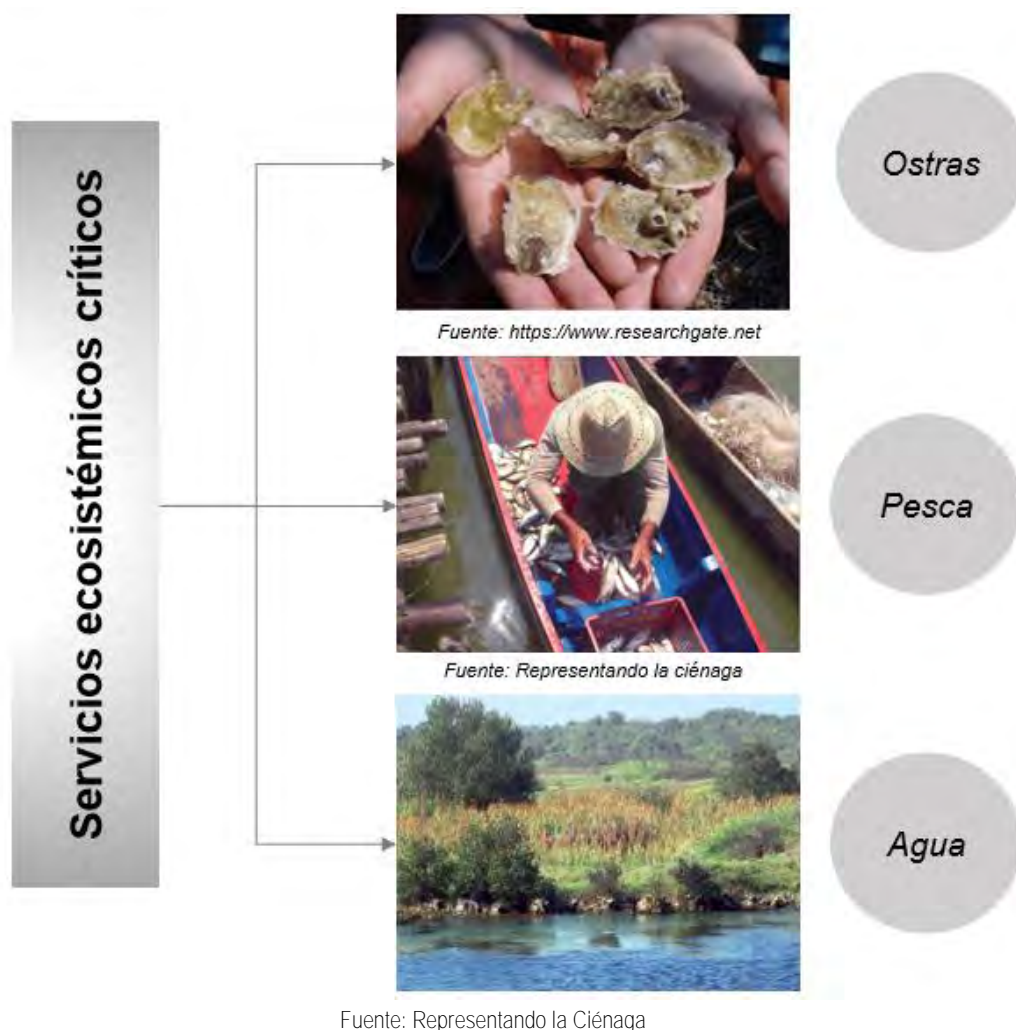 Servicios ecosistémicos críticos
Ostras
Fuente: https://www.researchgate.net
Pesca
Fuente: Representando la ciénaga
Agua
Fuente: Representando la Ciénaga